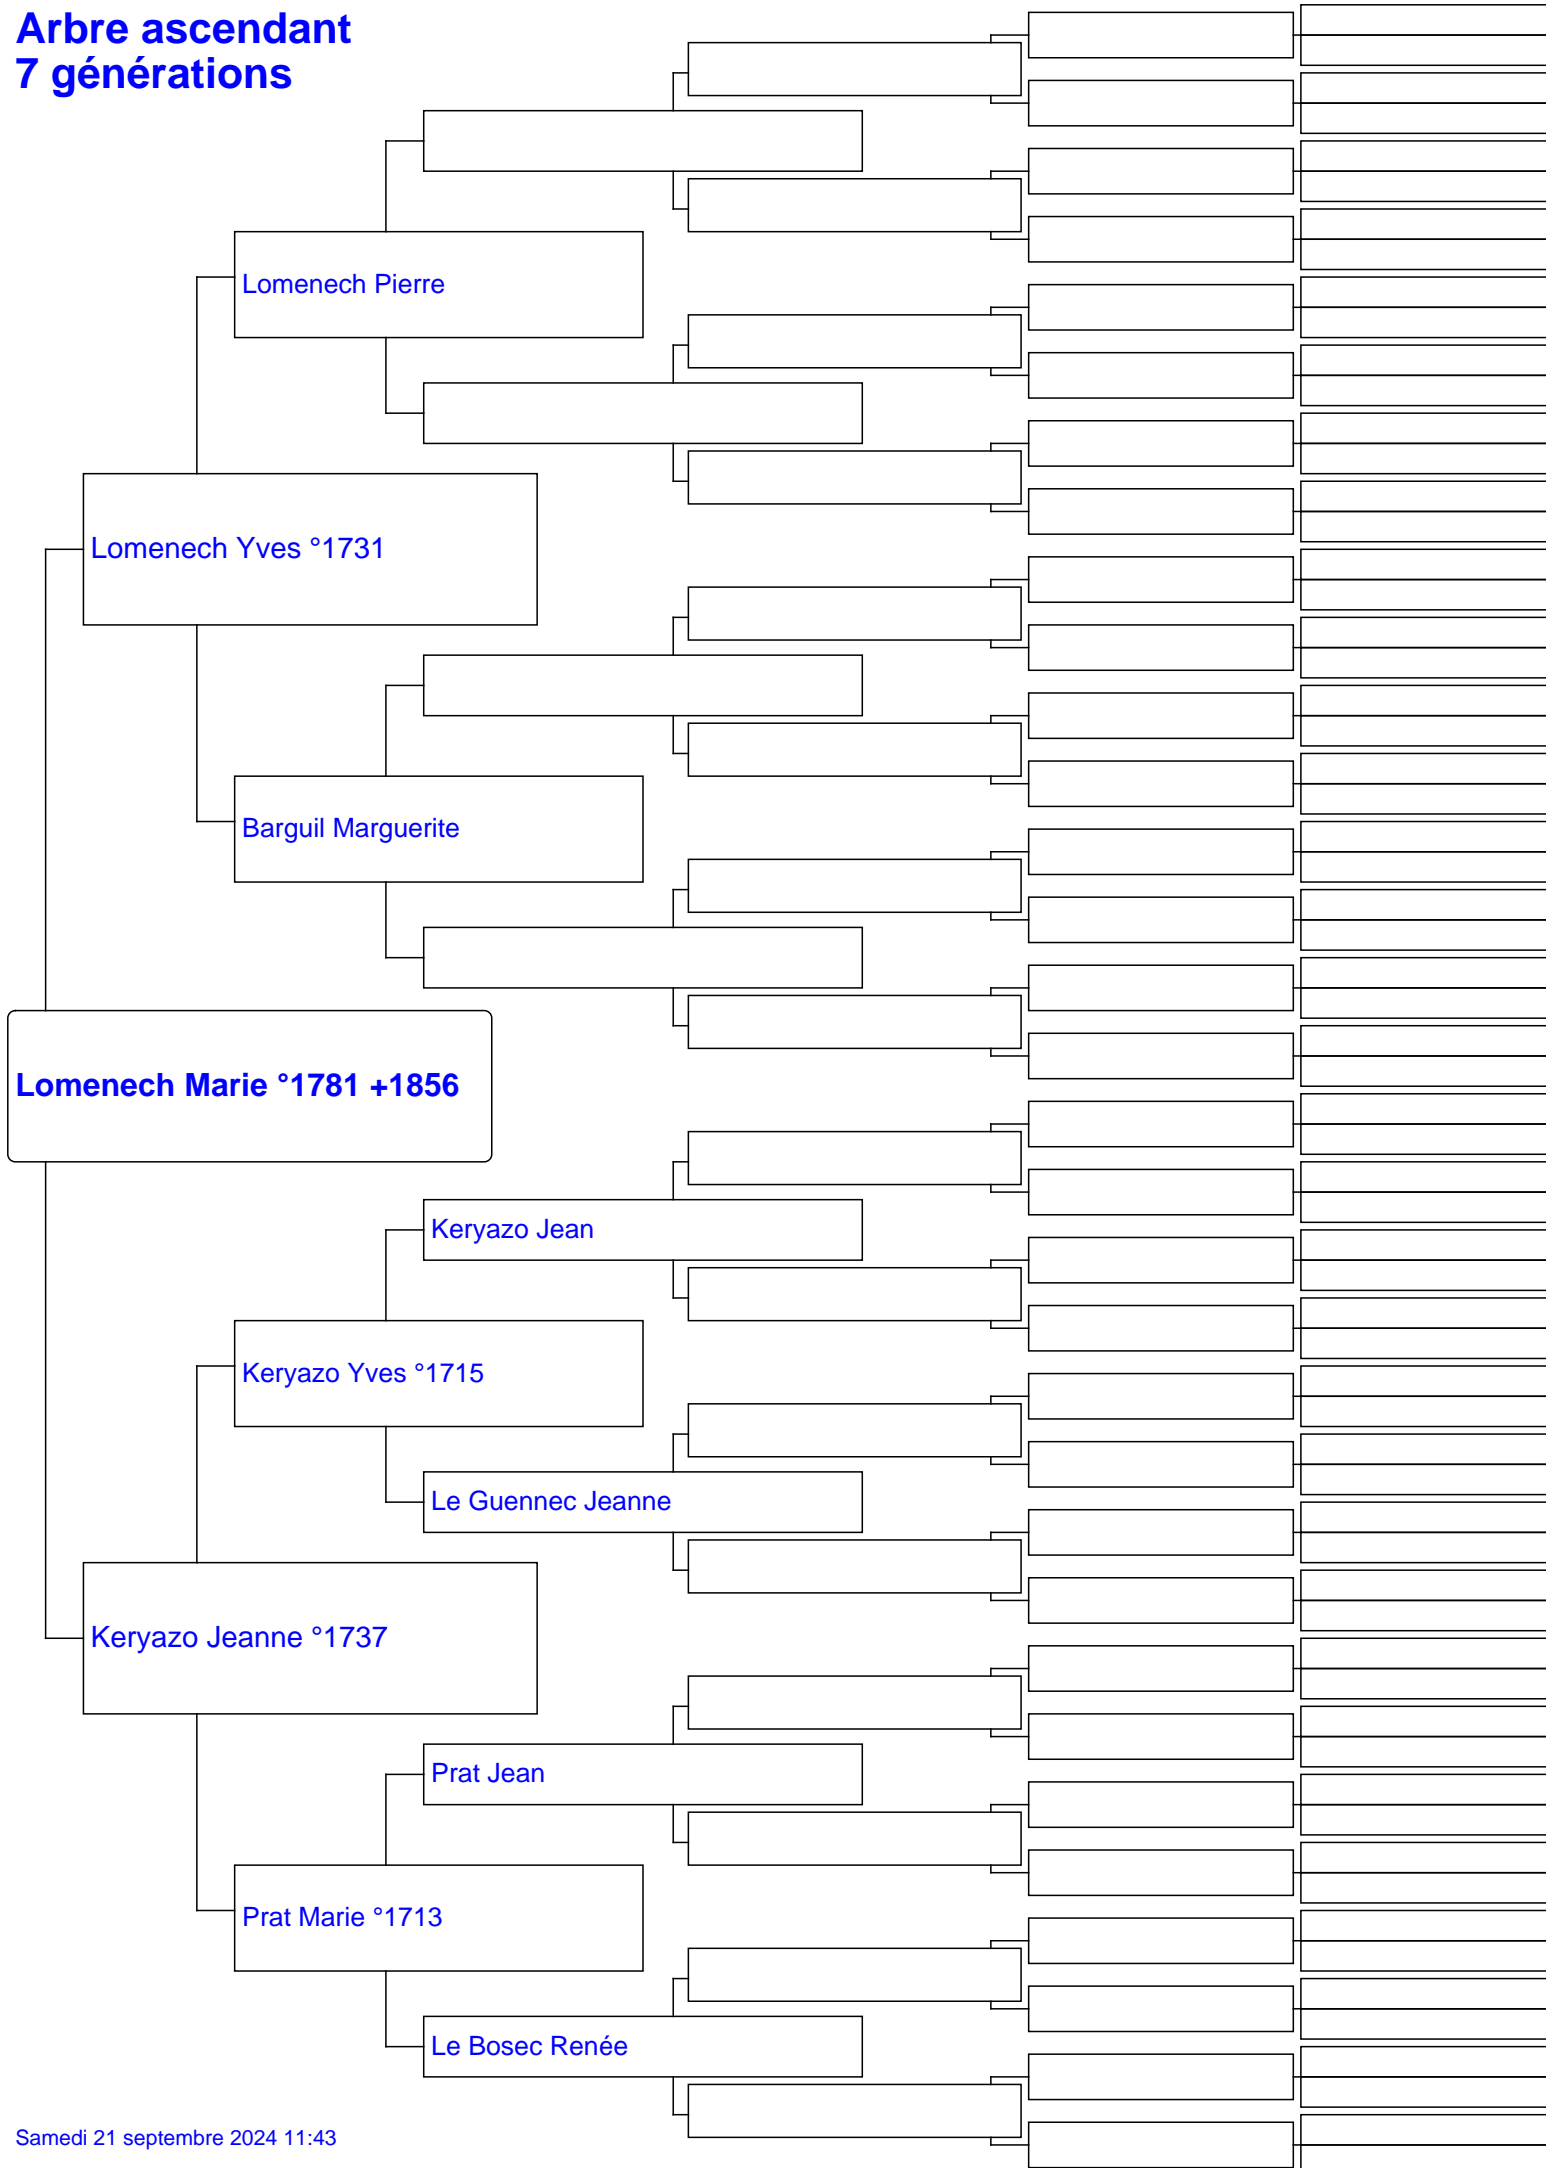 Arbre ascendant
7 générations
Lomenech Pierre
Lomenech Yves °1731
Barguil Marguerite
Lomenech Marie °1781 +1856
Keryazo Jean
Keryazo Yves °1715
Le Guennec Jeanne
Keryazo Jeanne °1737
Prat Jean
Prat Marie °1713
Le Bosec Renée
Samedi 21 septembre 2024 11:43